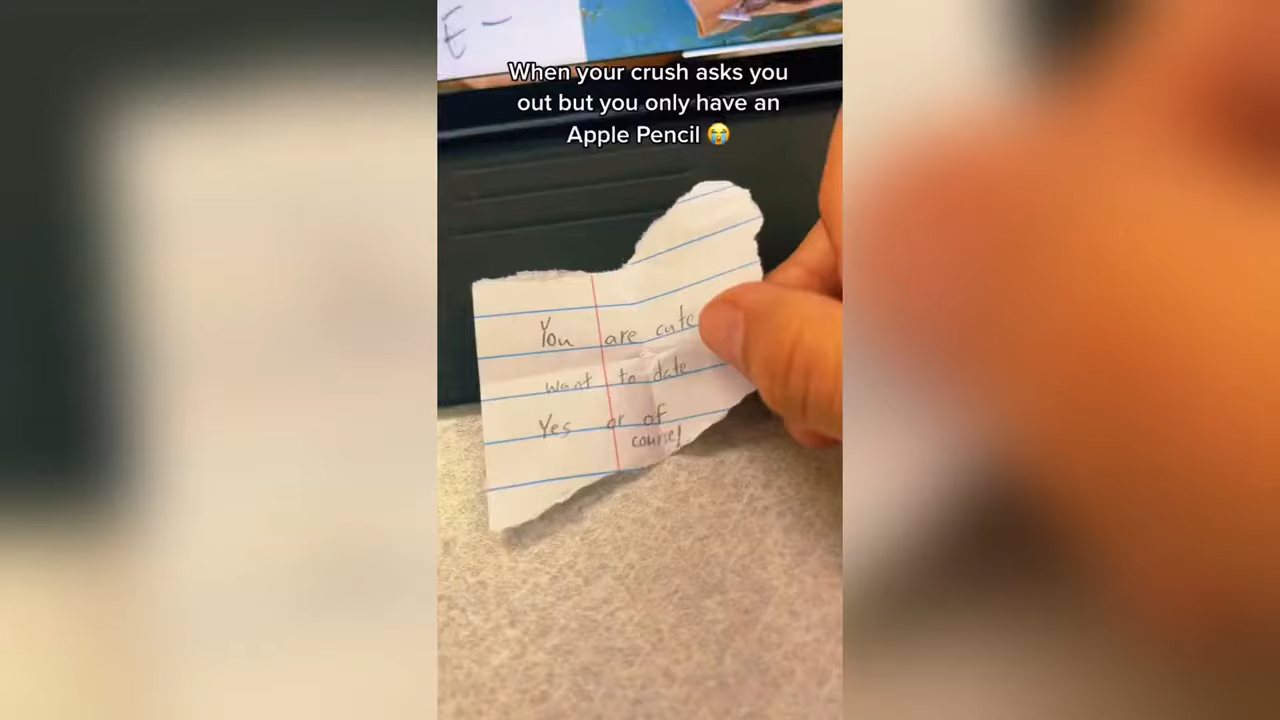 E –
When your crush asks you
out but you only have an
Apple Pencil 😭
You are cute
want to date
Yes or of
course!